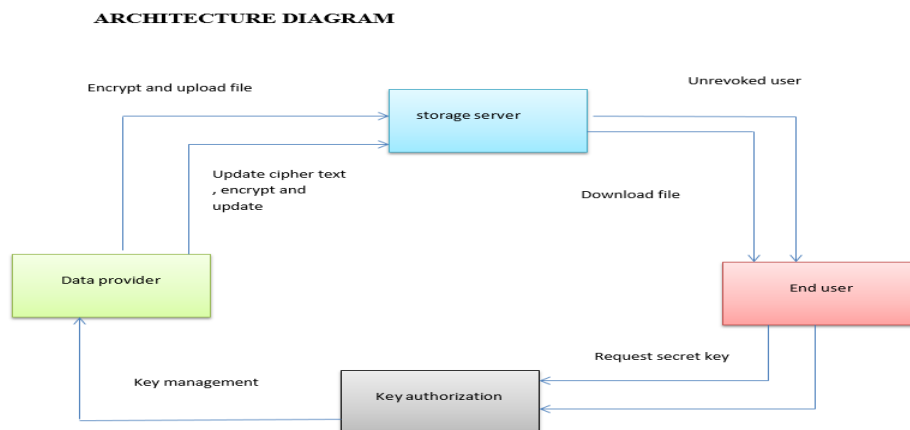 ARCHITECTURE DIAGRAM
Encrypt and upload file
Unrevoked user
storage server
Update cipher text
, encrypt and
update
Download file
Data provider
End user
Request secret key
Key management
Key authorization